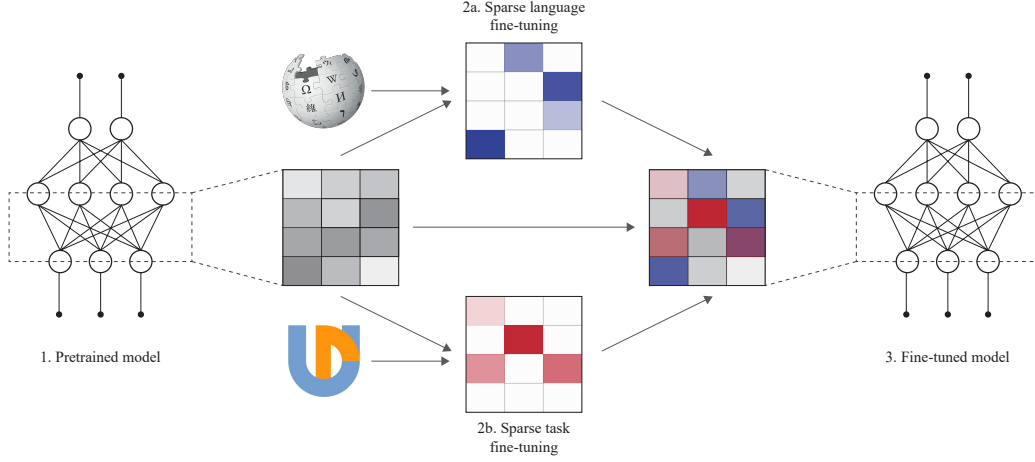 2a. Sparse language
fine-tuning
Ω
W
И
1. Pretrained model
3. Fine-tuned model
2b. Sparse task
fine-tuning